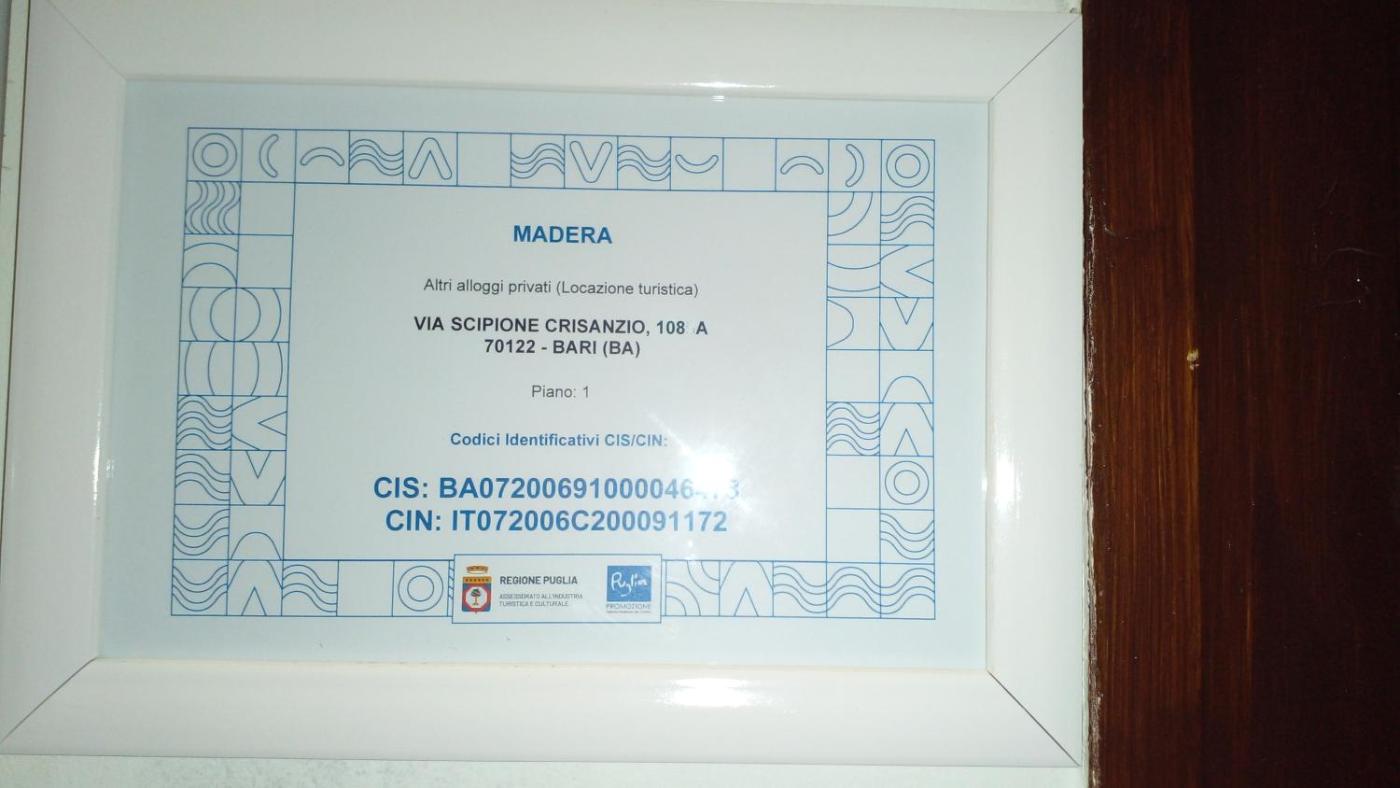 MADERA
Altri alloggi privati (Locazione turistica)
VIA SCIPIONE CRISANZIO, 108 A
70122 - BARI (BA)
Piano: 1
Codici Identificativi CIS/CIN:
CIS:
CIN: IT072006C200091172
REGIONE PUGLIA
ASSESSORATO ALL'INDUSTRIA
TURISTICA E CULTURALE
Puglia
PROMOZIONE